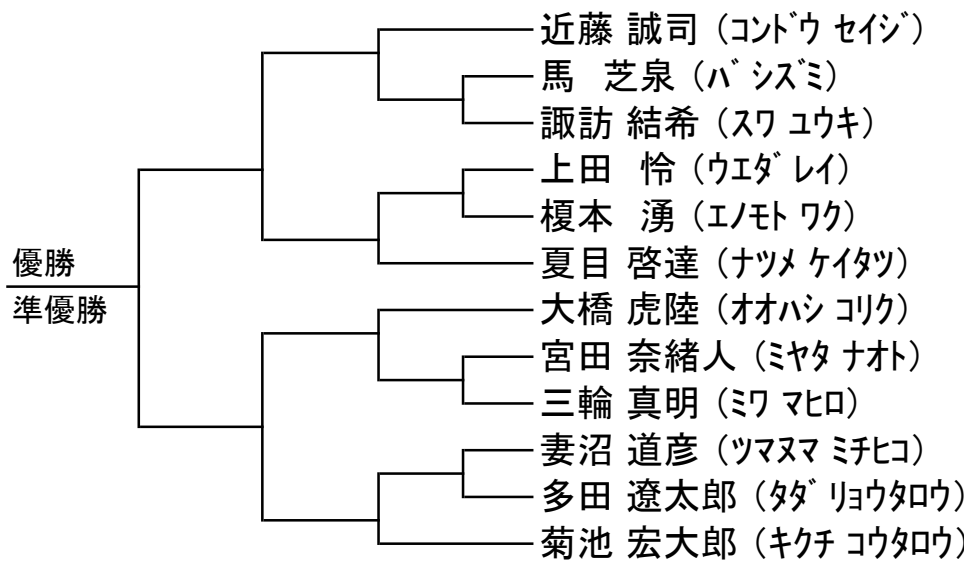 近藤 誠司 (コンドウ セイジ)
馬　芝泉 (バ シズミ)
諏訪 結希 (スワ ユウキ)
上田　怜 (ウエダ レイ)
榎本　湧 (エノモト ワク)
夏目 啓達 (ナツメ ケイタツ)
優勝
準優勝
大橋 虎陸 (オオハシ コリク)
宮田 奈緒人 (ミヤタ ナオト)
三輪 真明 (ミワ マヒロ)
妻沼 道彦 (ツマヌマ ミチヒコ)
多田 遼太郎 (タダ リョウタロウ)
菊池 宏大郎 (キクチ コウタロウ)